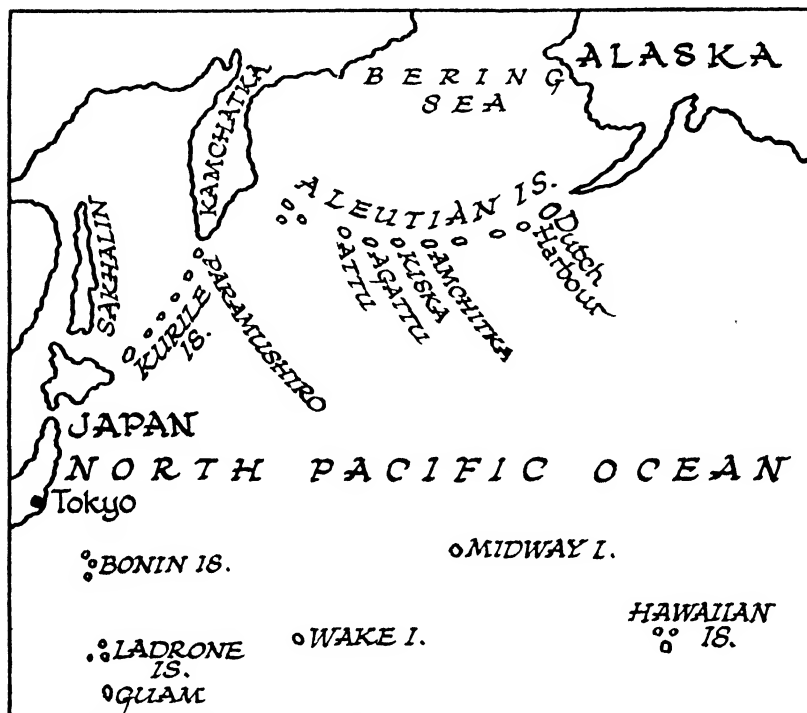 ALASKA
BERING
SEA
KAMCHATKA
ALEUTIAN IS.
Dutch
Harbour
SAKHALIN
ATTU
AGATTU
KISKA
AMCHITKA
PARAMUSHIRO
KURILE
IS.
JAPAN
NORTH PACIFIC OCEAN
Tokyo
BONIN IS.
MIDWAY I.
HAWAIIAN
IS.
WAKE I.
LADRONE
IS.
GUAM